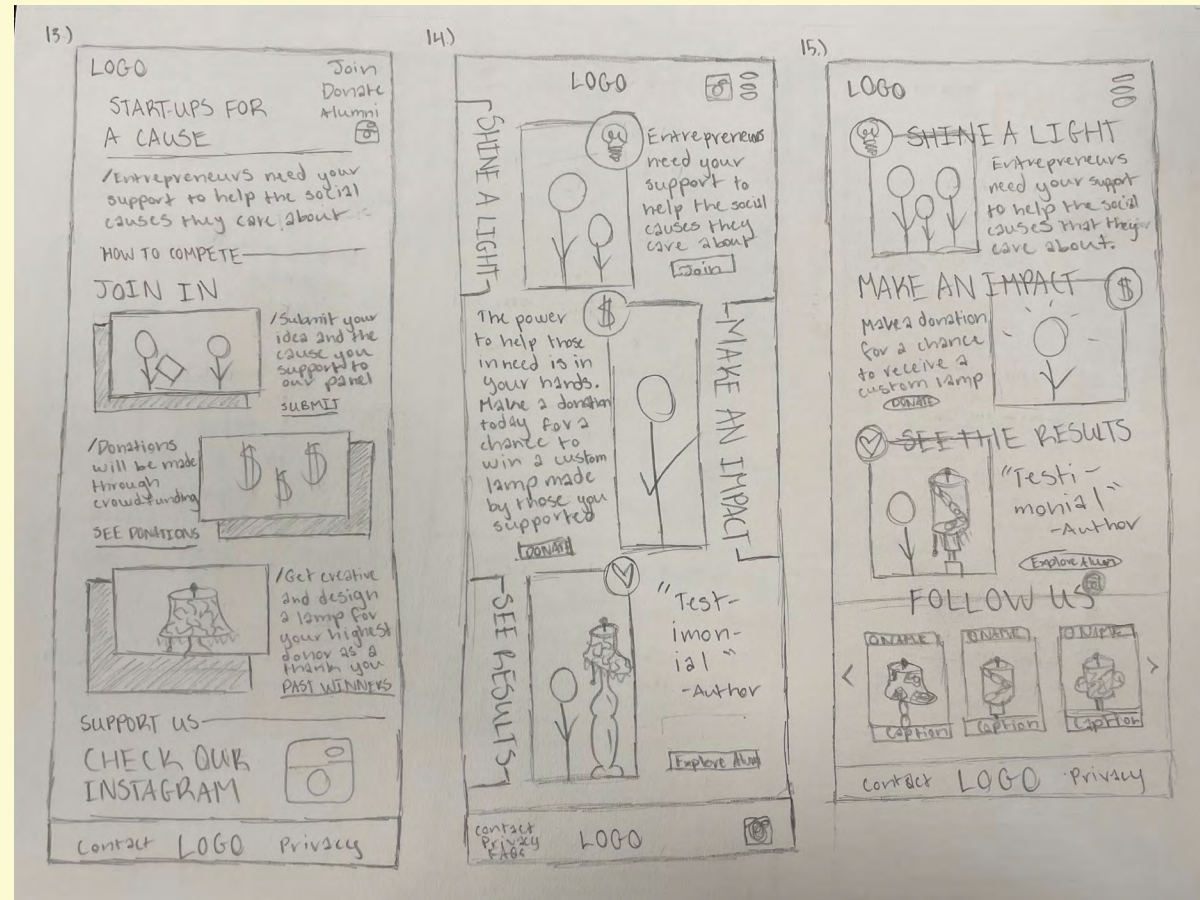 13.)
LOGO
Join
Donate
Alumni
START-UPS FOR
A CAUSE
/Entrepreneurs need your
support to help the social
causes they care about
HOW TO COMPETE
JOIN IN
/Submit your
idea and the
cause you
support to
our panel
SUBMIT
/Donations
will be made
through
crowdfunding
SEE DONATIONS
$ $ $
/Get creative
and design
a lamp for
your highest
donor as a
thank you
PAST WINNERS
SUPPORT US
CHECK OUR
INSTAGRAM
Contact LOGO Privacy
14.)
LOGO
SHINE A LIGHT
Entrepreneurs
need your
support to
help the social
causes they
care about
Join
The power
to help those
in need is in
your hands.
Make a donation
today for a
chance to
win a custom
lamp made
by those you
supported
DONATE
$
MAKE AN IMPACT
SEE RESULTS
"Test-
imon-
ial"
-Author
Explore Alum
Contact
Privacy
FAQs
LOGO
15.)
LOGO
SHINE A LIGHT
Entrepreneurs
need your support
to help the social
causes that they
care about.
MAKE AN IMPACT
$
Make a donation
for a chance
to receive a
custom lamp
DONATE
SEE THE RESULTS
"Testi-
monial"
-Author
Explore Alum
FOLLOW US
@NAME @NAME @NAME
< >
Caption Caption Caption
Contact LOGO Privacy